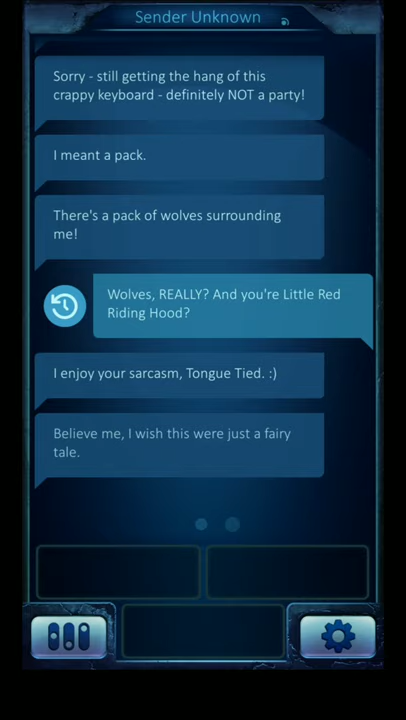 Sender Unknown
Sorry - still getting the hang of this
crappy keyboard - definitely NOT a party!
I meant a pack.
There's a pack of wolves surrounding
me!
Wolves, REALLY? And you're Little Red
Riding Hood?
I enjoy your sarcasm, Tongue Tied. :)
Believe me, I wish this were just a fairy
tale.